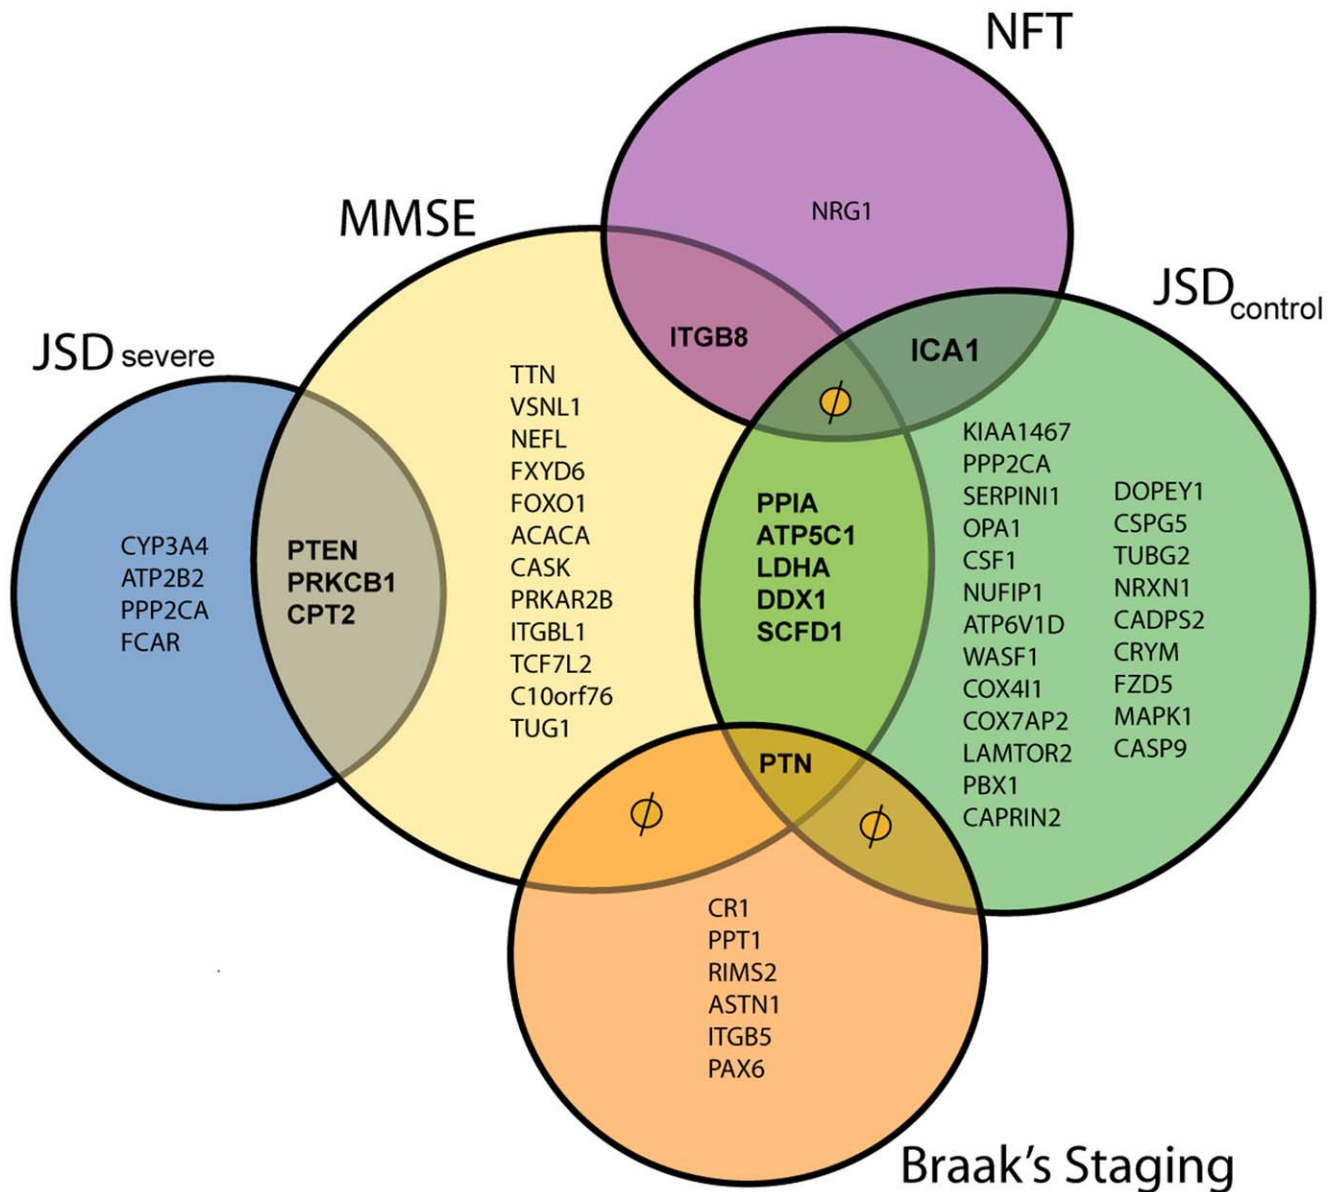 NFT
NRG1
MMSE
JSD control
ITGB8
ICA1
JSD severe
ϕ
TTN
VSNL1
NEFL
FXYD6
FOXO1
ACACA
CASK
PRKAR2B
ITGBL1
TCF7L2
C10orf76
TUG1
CYP3A4
ATP2B2
PPP2CA
FCAR
PTEN
PRKCB1
CPT2
PPIA
ATP5C1
LDHA
DDX1
SCFD1
KIAA1467
PPP2CA
SERPINI1
OPA1
CSF1
NUFIP1
ATP6V1D
WASF1
COX4I1
COX7AP2
LAMTOR2
PBX1
CAPRIN2
DOPEY1
CSPG5
TUBG2
NRXN1
CADPS2
CRYM
FZD5
MAPK1
CASP9
PTN
ϕ
ϕ
CR1
PPT1
RIMS2
ASTN1
ITGB5
PAX6
Braak's Staging